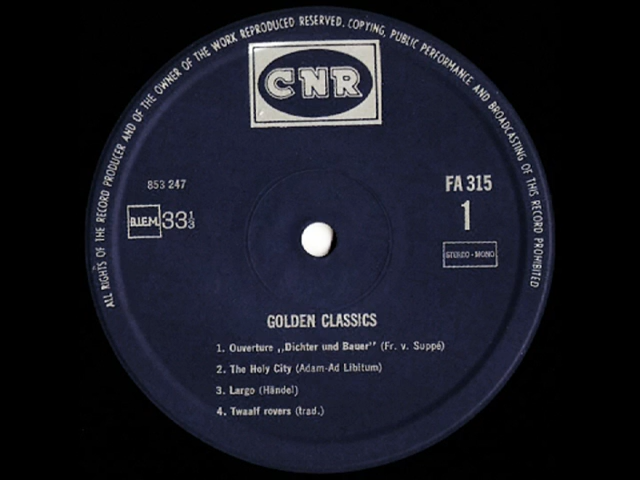 ALL RIGHTS OF THE RECORD PRODUCER AND OF THE OWNER OF THE WORK REPRODUCED RESERVED. COPYING, PUBLIC PERFORMANCE AND BROADCASTING OF THIS RECORD PROHIBITED
CNR
853 247
FA 315
B.I.E.M. 33⅓
1
STEREO - MONO
GOLDEN CLASSICS
1. Ouverture ,,Dichter und Bauer" (Fr. v. Suppé)
2. The Holy City (Adam-Ad Libitum)
3. Largo (Händel)
4. Twaalf rovers (trad.)